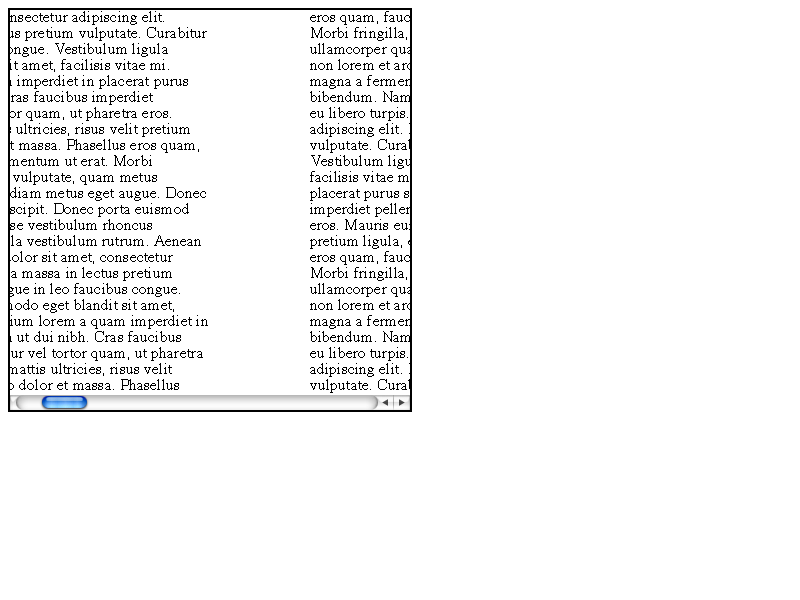 nsectetur adipiscing elit.
us pretium vulputate. Curabitur
ongue. Vestibulum ligula
it amet, facilisis vitae mi.
imperdiet in placerat purus
ras faucibus imperdiet
or quam, ut pharetra eros.
ultricies, risus velit pretium
t massa. Phasellus eros quam,
mentum ut erat. Morbi
vulputate, quam metus
diam metus eget augue. Donec
scipit. Donec porta euismod
se vestibulum rhoncus
la vestibulum rutrum. Aenean
olor sit amet, consectetur
a massa in lectus pretium
gue in leo faucibus congue.
modo eget blandit sit amet,
ium lorem a quam imperdiet in
ut dui nibh. Cras faucibus
ur vel tortor quam, ut pharetra
mattis ultricies, risus velit
o dolor et massa. Phasellus
eros quam, fauc
Morbi fringilla,
ullamcorper qua
non lorem et arc
magna a fermen
bibendum. Nam
eu libero turpis.
adipiscing elit.
vulputate. Cural
Vestibulum ligu
facilisis vitae m
placerat purus s
imperdiet peller
eros. Mauris eu
pretium ligula,
eros quam, fauc
Morbi fringilla,
ullamcorper qua
non lorem et arc
magna a fermen
bibendum. Nam
eu libero turpis.
adipiscing elit.
vulputate. Cural